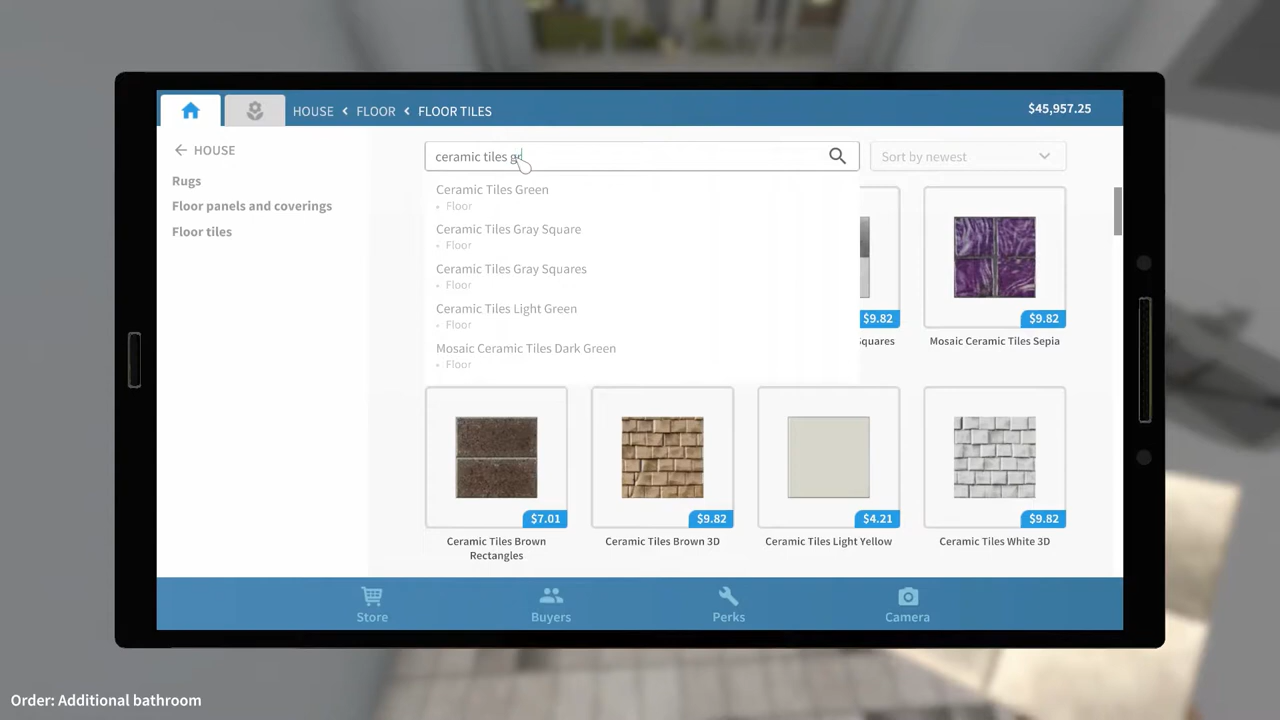 HOUSE < FLOOR < FLOOR TILES
$45,957.25
HOUSE
Rugs
Floor panels and coverings
Floor tiles
ceramic tiles gr
Sort by newest
Ceramic Tiles Green
• Floor
Ceramic Tiles Gray Square
• Floor
Ceramic Tiles Gray Squares
• Floor
Ceramic Tiles Light Green
• Floor
Mosaic Ceramic Tiles Dark Green
• Floor
$9.82
quares
$9.82
Mosaic Ceramic Tiles Sepia
$7.01
Ceramic Tiles Brown
Rectangles
$9.82
Ceramic Tiles Brown 3D
$4.21
Ceramic Tiles Light Yellow
$9.82
Ceramic Tiles White 3D
Store
Buyers
Perks
Camera
Order: Additional bathroom